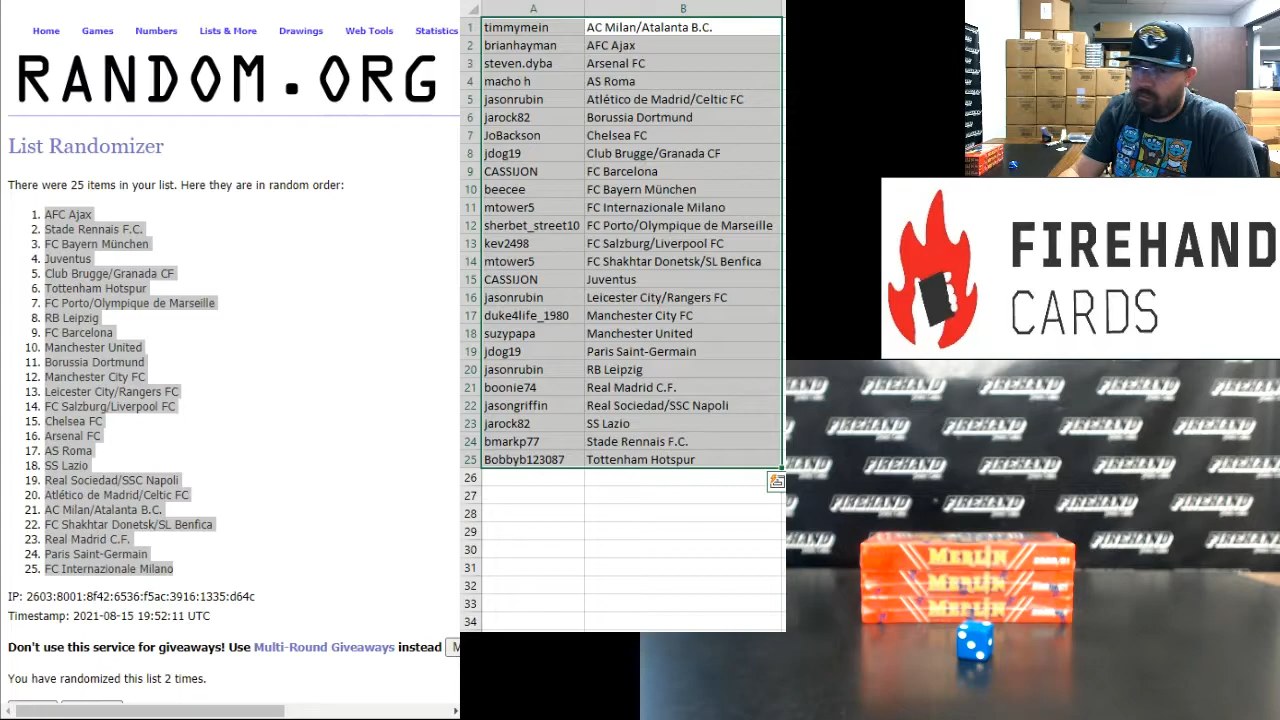 Home Games Numbers Lists & More Drawings Web Tools Statistics
RANDOM.ORG
List Randomizer
There were 25 items in your list. Here they are in random order:
1. AFC Ajax
2. Stade Rennais F.C.
3. FC Bayern München
4. Juventus
5. Club Brugge/Granada CF
6. Tottenham Hotspur
7. FC Porto/Olympique de Marseille
8. RB Leipzig
9. FC Barcelona
10. Manchester United
11. Borussia Dortmund
12. Manchester City FC
13. Leicester City/Rangers FC
14. FC Salzburg/Liverpool FC
15. Chelsea FC
16. Arsenal FC
17. AS Roma
18. SS Lazio
19. Real Sociedad/SSC Napoli
20. Atlético de Madrid/Celtic FC
21. AC Milan/Atalanta B.C.
22. FC Shakhtar Donetsk/SL Benfica
23. Real Madrid C.F.
24. Paris Saint-Germain
25. FC Internazionale Milano
IP: 2603:8001:8f42:6536:f5ac:3916:1335:d64c
Timestamp: 2021-08-15 19:52:11 UTC
Don't use this service for giveaways! Use Multi-Round Giveaways instead
You have randomized this list 2 times.
A B
1 timmymein AC Milan/Atalanta B.C.
2 brianhayman AFC Ajax
3 steven.dyba Arsenal FC
4 macho h AS Roma
5 jasonrubin Atlético de Madrid/Celtic FC
6 jarock82 Borussia Dortmund
7 JoBackson Chelsea FC
8 jdog19 Club Brugge/Granada CF
9 CASSIJON FC Barcelona
10 beecee FC Bayern München
11 mtower5 FC Internazionale Milano
12 sherbet_street10 FC Porto/Olympique de Marseille
13 kev2498 FC Salzburg/Liverpool FC
14 mtower5 FC Shakhtar Donetsk/SL Benfica
15 CASSIJON Juventus
16 jasonrubin Leicester City/Rangers FC
17 duke4life_1980 Manchester City FC
18 suzypapa Manchester United
19 jdog19 Paris Saint-Germain
20 jasonrubin RB Leipzig
21 boonie74 Real Madrid C.F.
22 jasongriffin Real Sociedad/SSC Napoli
23 jarock82 SS Lazio
24 bmarkp77 Stade Rennais F.C.
25 Bobbyb123087 Tottenham Hotspur
26
27
28
29
30
31
32
33
34
FIREHAND
CARDS
FIREHAND FIREHAND FIREHAND
FIREHAND FIREHAND FIREHAND
FIREHAND FIREHAND
MERLIN
MERLIN
MERLIN